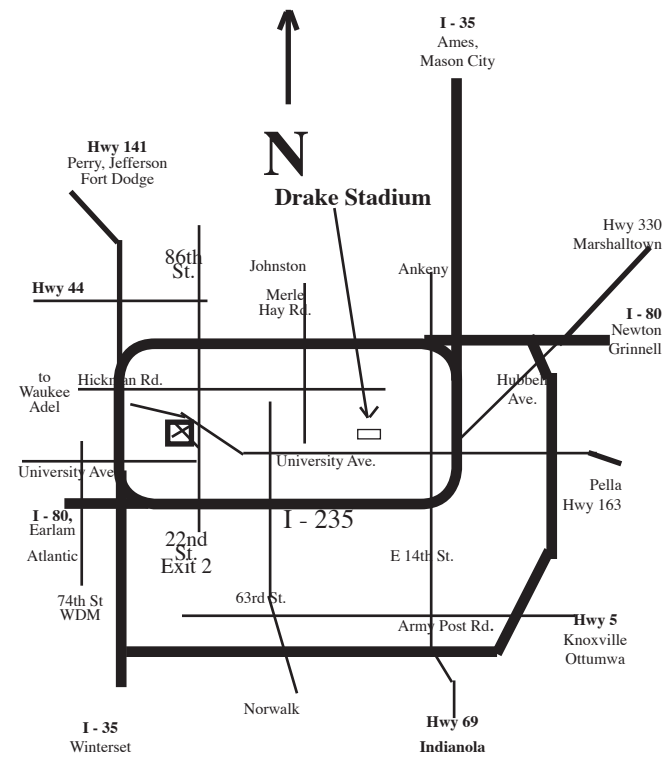 I - 35
Ames,
Mason City
N
Hwy 141
Perry, Jefferson
Fort Dodge
Drake Stadium
Hwy 330
Marshalltown
86th
St.
Johnston
Ankeny
Hwy 44
Merle
Hay Rd.
I - 80
Newton
Grinnell
to
Waukee
Adel
Hickman Rd.
Hubbell
Ave.
University Ave.
University Ave.
Pella
Hwy 163
I - 80,
Earlam
Atlantic
I - 235
22nd
St.
Exit 2
E 14th St.
74th St
WDM
63rd St.
Army Post Rd.
Hwy 5
Knoxville
Ottumwa
Norwalk
I - 35
Winterset
Hwy 69
Indianola